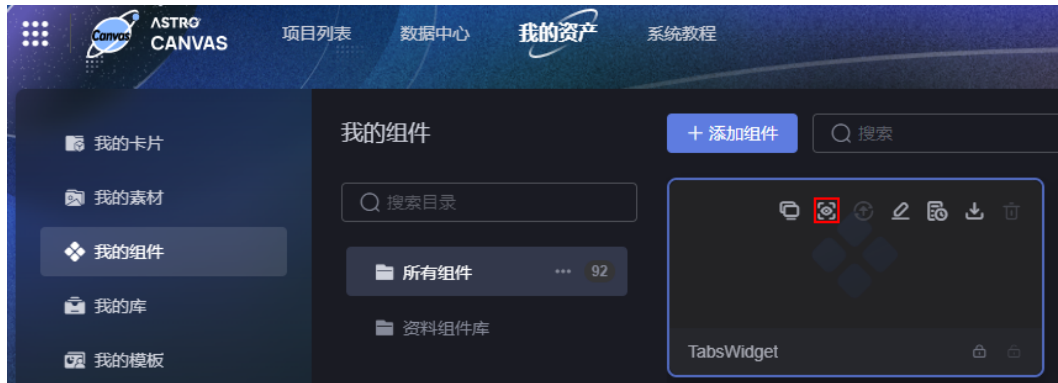 Canvas
ASTRO
CANVAS
项目列表
数据中心
我的资产
系统教程
我的卡片
我的素材
我的组件
我的库
我的模板
我的组件
搜索目录
所有组件 ... 92
资料组件库
+ 添加组件
搜索
TabsWidget